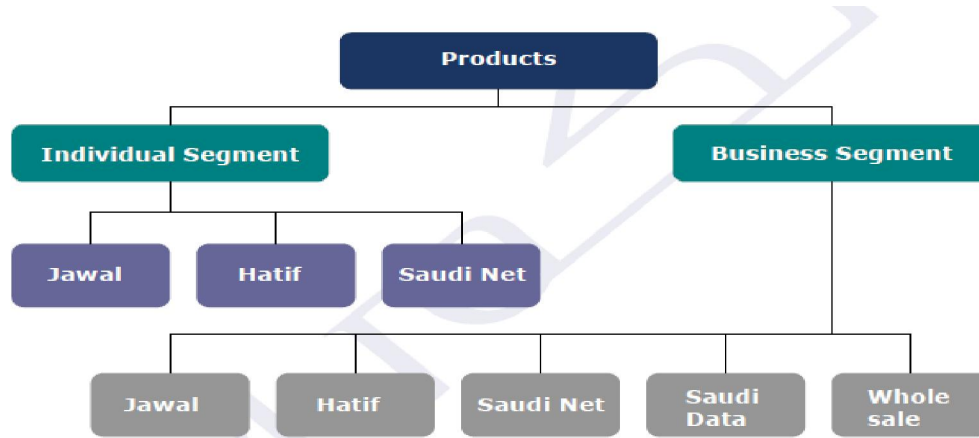 Products
Individual Segment
Business Segment
Jawal
Hatif
Saudi Net
Jawal
Hatif
Saudi Net
Saudi
Data
Whole
sale